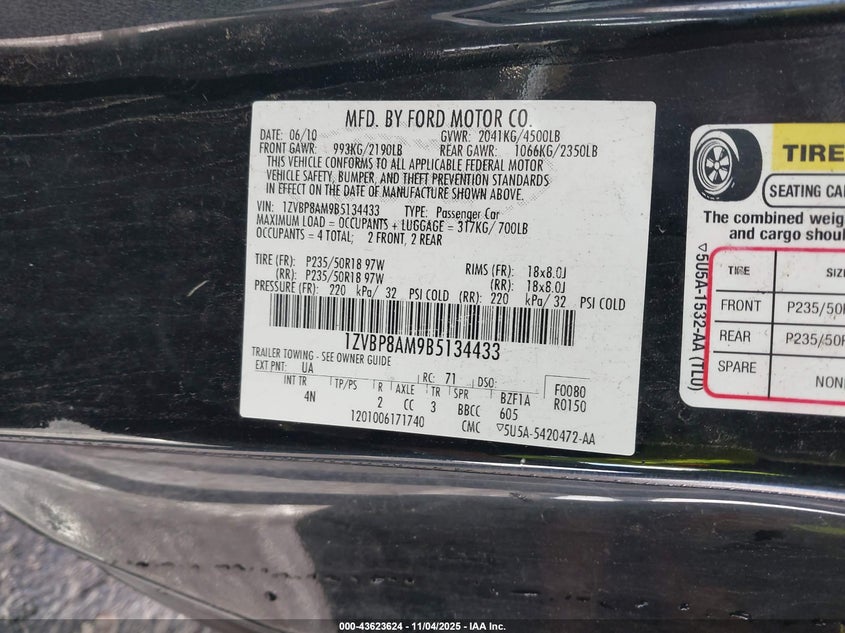 MFD. BY FORD MOTOR CO.
DATE: 06/10 GVWR: 2041KG/4500LB
FRONT GAWR: 993KG/2190LB REAR GAWR: 1066KG/2350LB
THIS VEHICLE CONFORMS TO ALL APPLICABLE FEDERAL MOTOR
VEHICLE SAFETY, BUMPER, AND THEFT PREVENTION STANDARDS
IN EFFECT ON THE DATE OF MANUFACTURE SHOWN ABOVE.
VIN: 1ZVBP8AM9B5134433 TYPE: Passenger Car
MAXIMUM LOAD = OCCUPANTS + LUGGAGE = 317KG/700LB
OCCUPANTS = 4 TOTAL; 2 FRONT, 2 REAR
TIRE (FR): P235/50R18 97W RIMS (FR): 18x8.0J
(RR): P235/50R18 97W (RR): 18x8.0J
PRESSURE (FR): 220 kPa/ 32 PSI COLD (RR): 220 kPa/ 32 PSI COLD
1ZVBP8AM9B5134433
TRAILER TOWING - SEE OWNER GUIDE
EXT PNT: UA RC: 71 DSO: F0080
INT TR TP/PS R AXLE TR SPR BZF1A R0150
4N 2 CC 3 BBCC 605
1201006171740 CMC ▽5U5A-5420472-AA
TIRE
SEATING CA
The combined weig
and cargo shoul
TIRE SIZ
FRONT P235/50R
REAR P235/50R
SPARE NON
▽5U5A-1532-AA (TL0)
000-43623624 - 11/04/2025 - IAA Inc.